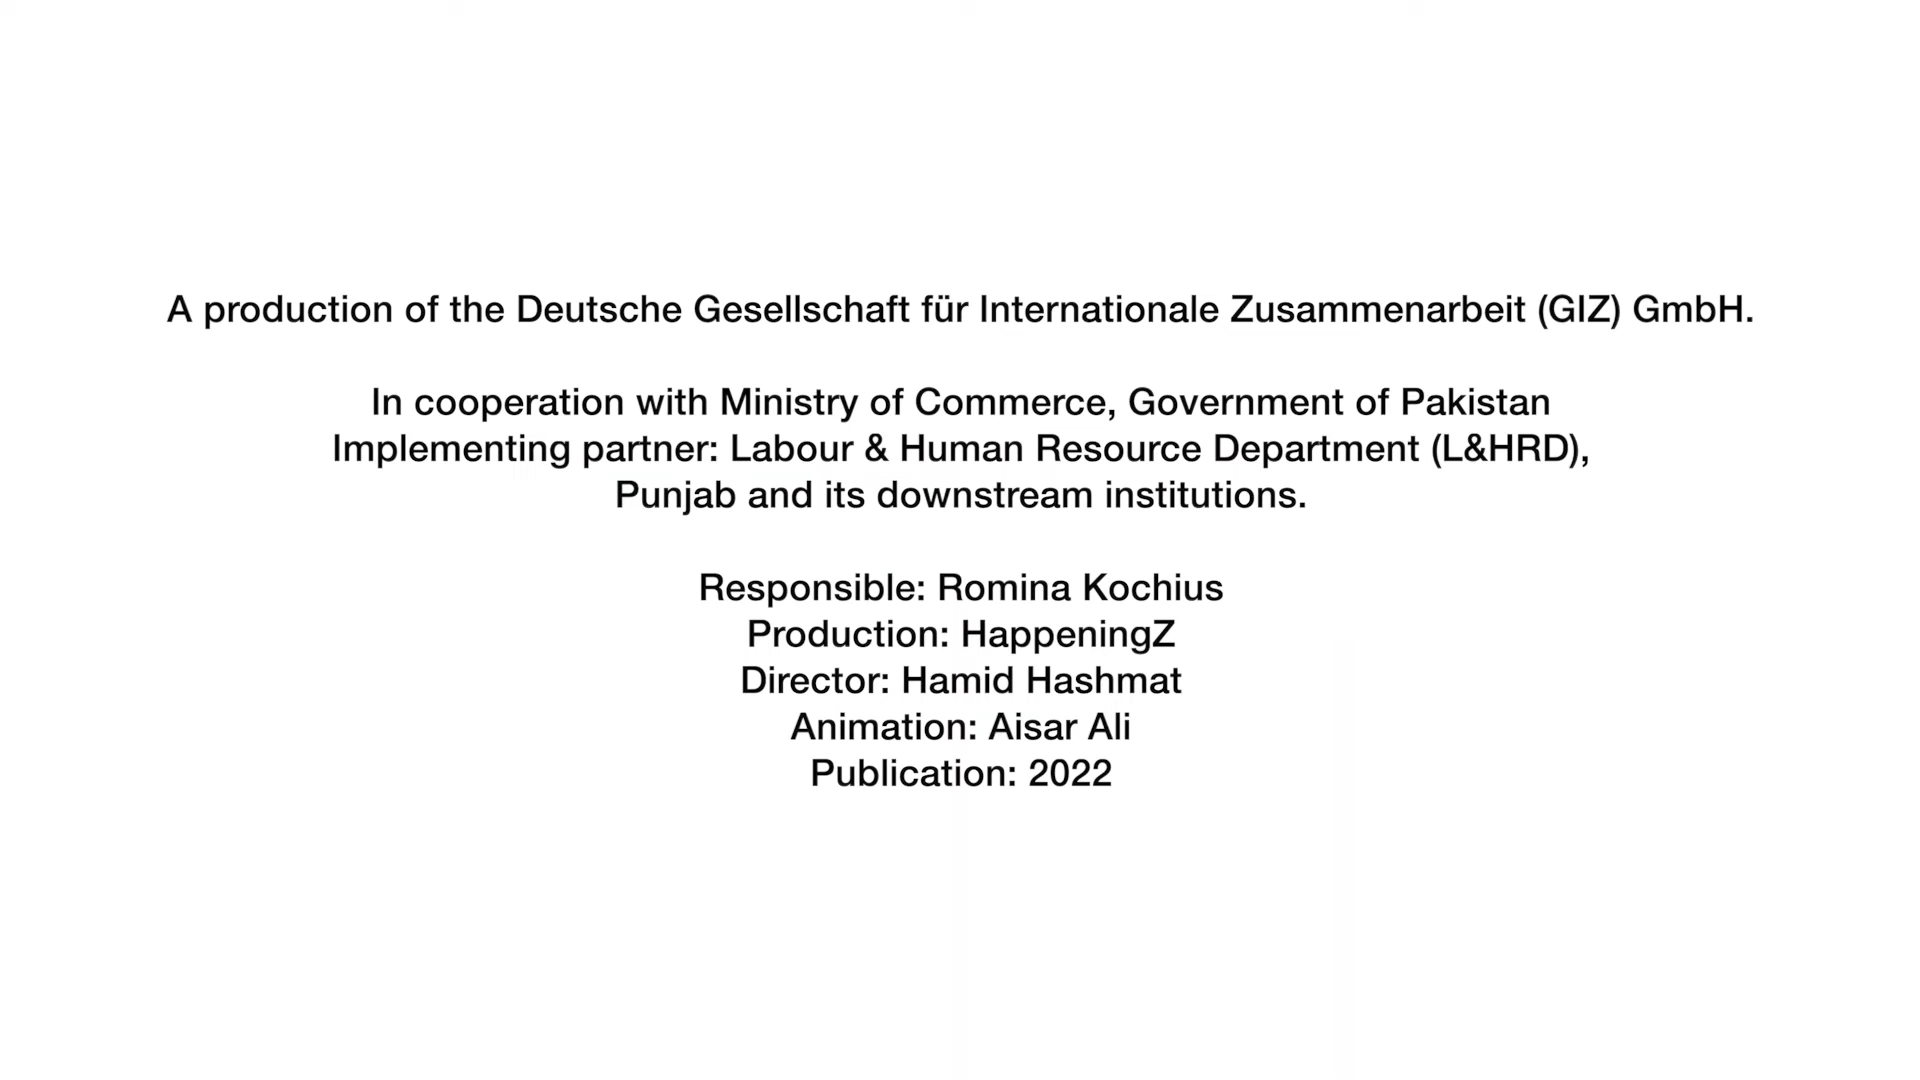 A production of the Deutsche Gesellschaft für Internationale Zusammenarbeit (GIZ) GmbH.
In cooperation with Ministry of Commerce, Government of Pakistan
Implementing partner: Labour & Human Resource Department (L&HRD),
Punjab and its downstream institutions.
Responsible: Romina Kochius
Production: HappeningZ
Director: Hamid Hashmat
Animation: Aisar Ali
Publication: 2022